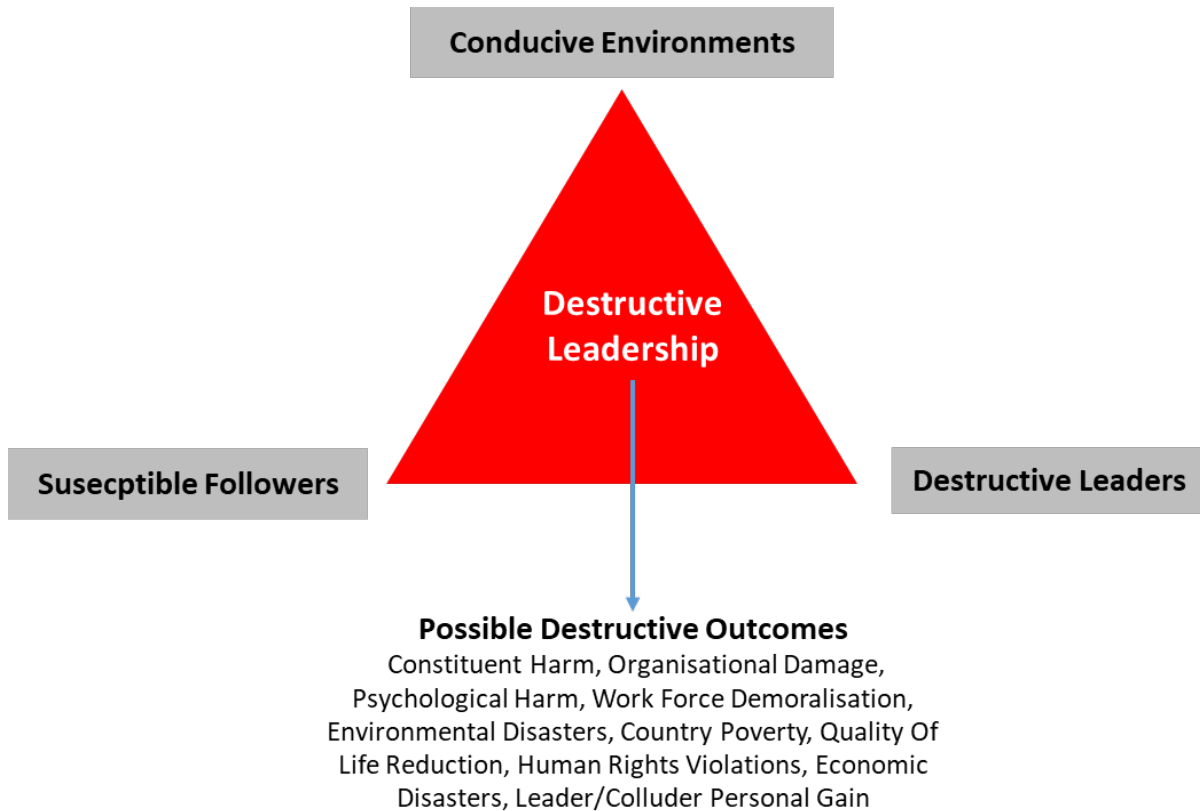 Conducive Environments
Destructive
Leadership
Susecptible Followers
Destructive Leaders
Possible Destructive Outcomes
Constituent Harm, Organisational Damage,
Psychological Harm, Work Force Demoralisation,
Environmental Disasters, Country Poverty, Quality Of
Life Reduction, Human Rights Violations, Economic
Disasters, Leader/Colluder Personal Gain